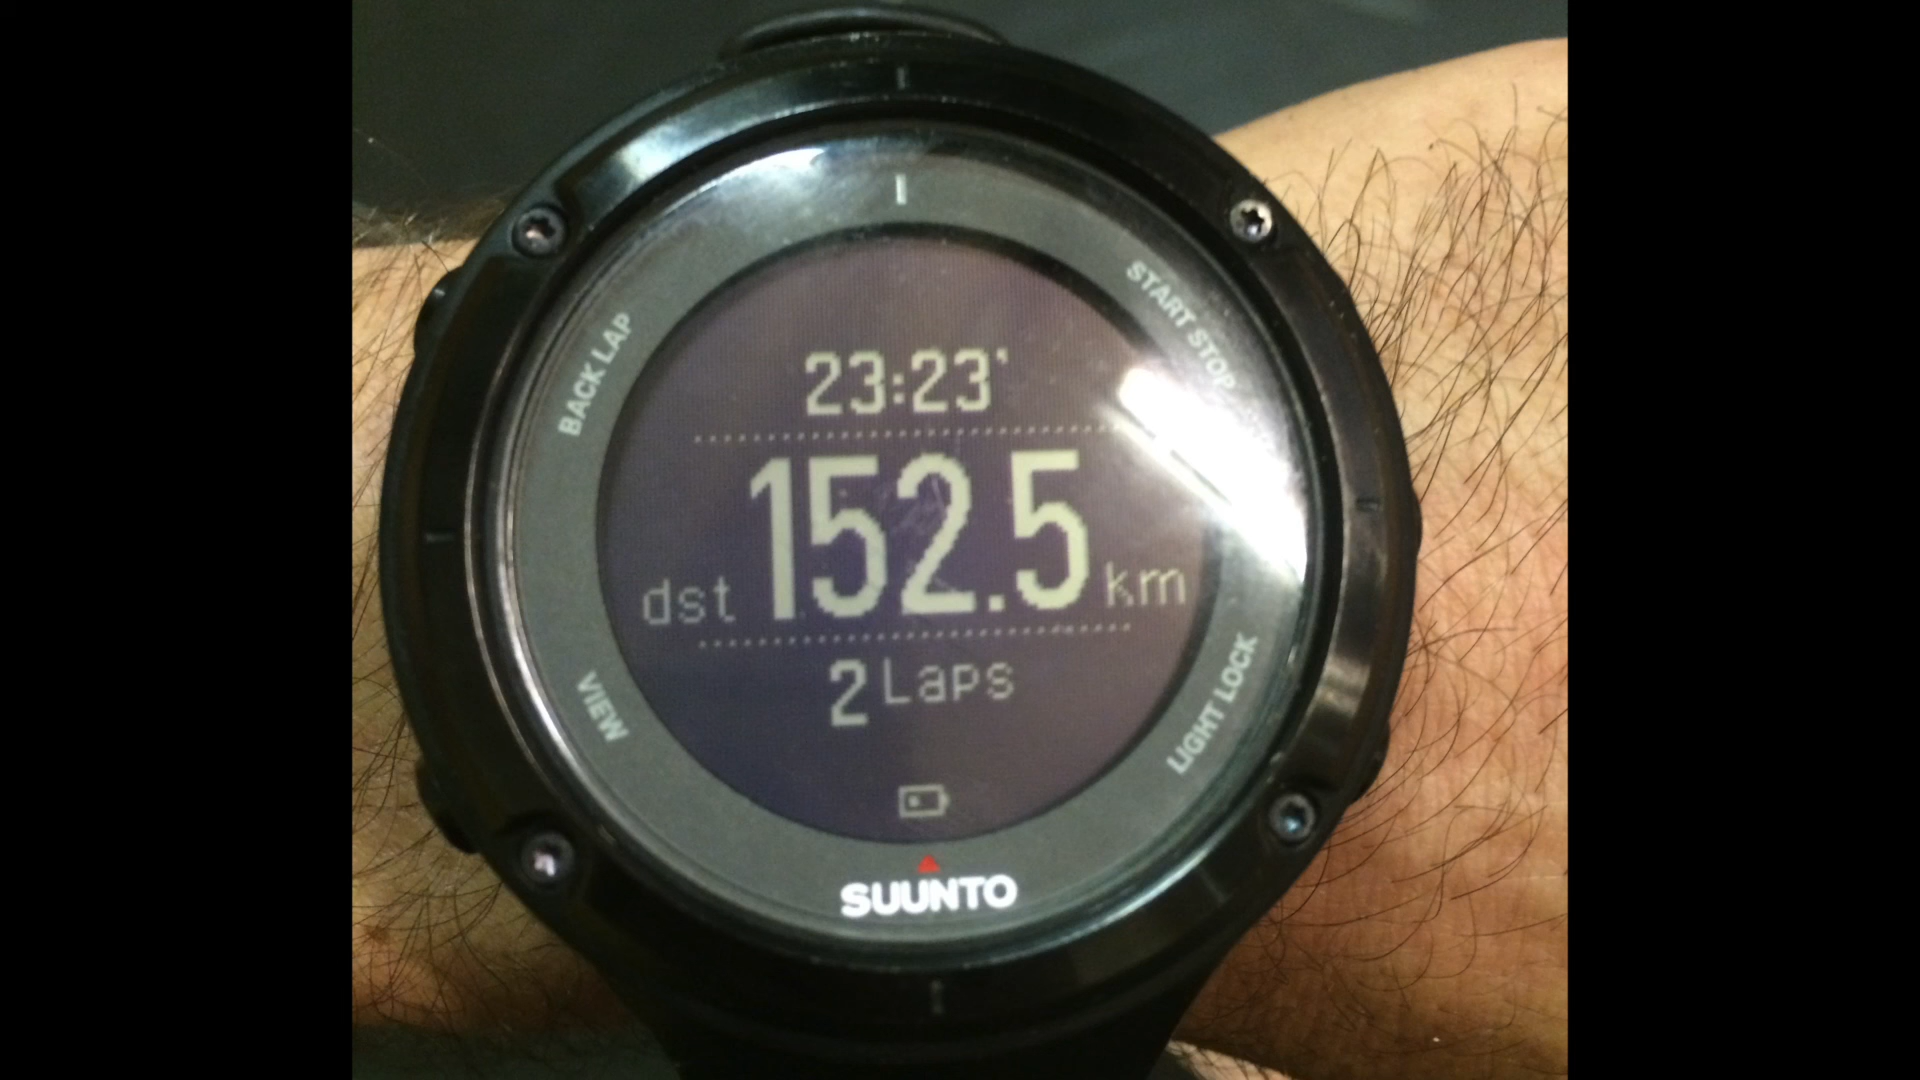 START STOP
BACK LAP
23:23'
dst 152.5 km
2 Laps
VIEW
LIGHT LOCK
SUUNTO